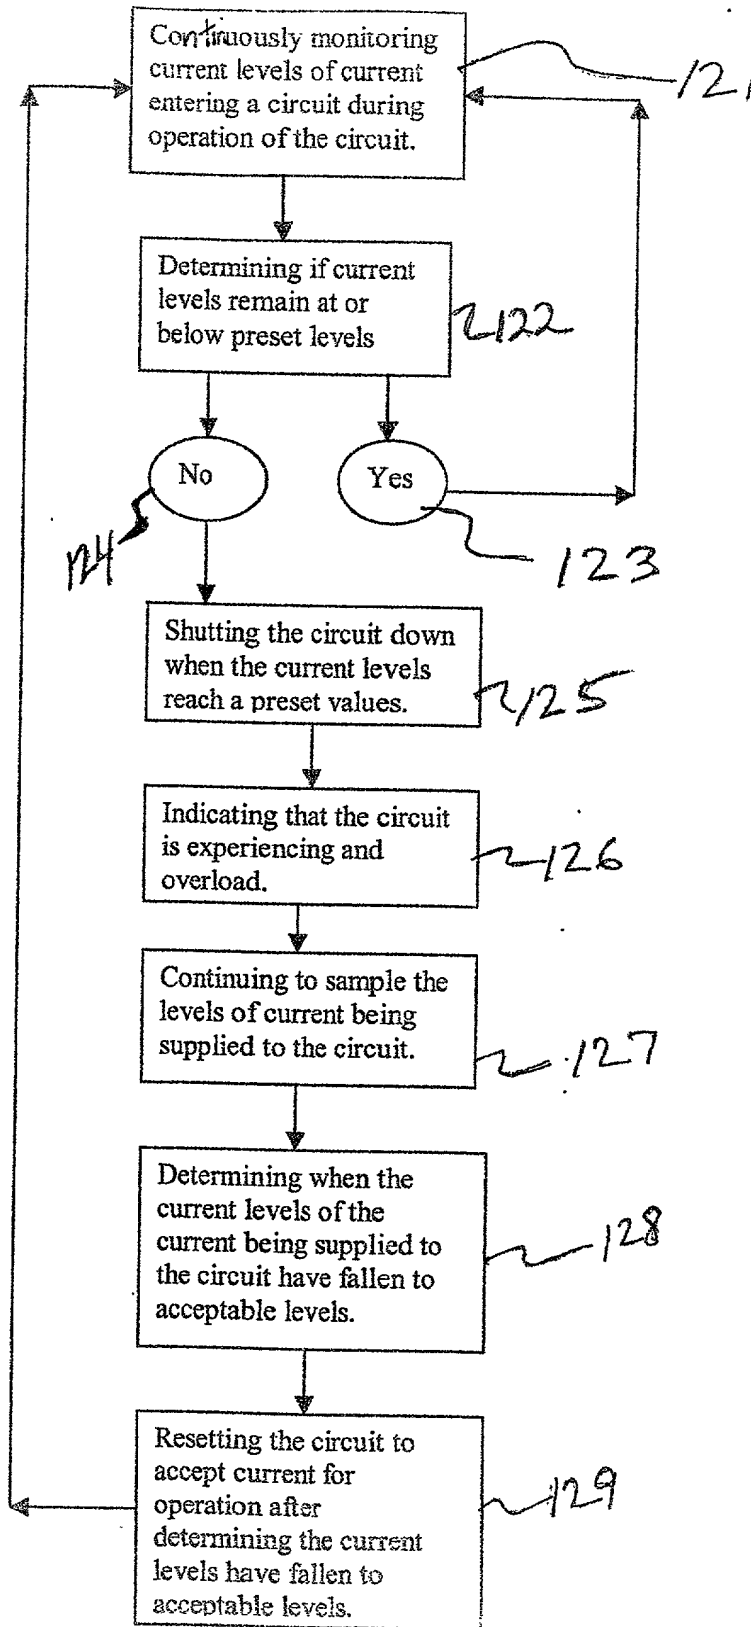 Continuously monitoring
current levels of current
entering a circuit during
operation of the circuit.
121
Determining if current
levels remain at or
below preset levels
122
No
Yes
124
123
Shutting the circuit down
when the current levels
reach a preset values.
125
Indicating that the circuit
is experiencing and
overload.
126
Continuing to sample the
levels of current being
supplied to the circuit.
127
Determining when the
current levels of the
current being supplied to
the circuit have fallen to
acceptable levels.
128
Resetting the circuit to
accept current for
operation after
determining the current
levels have fallen to
acceptable levels.
129